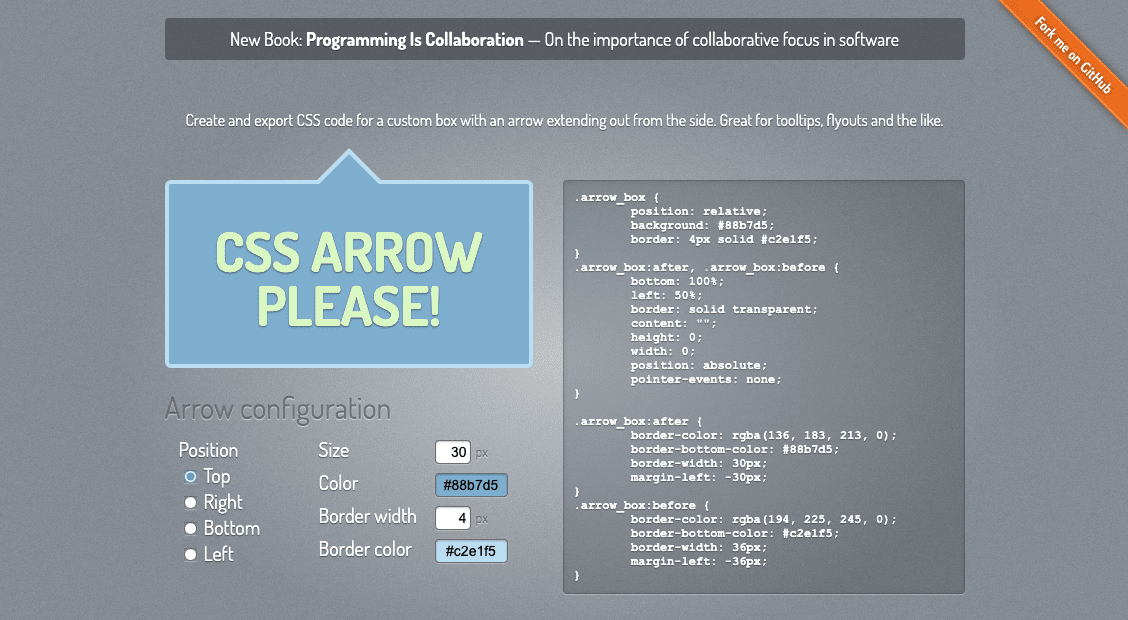 New Book: Programming Is Collaboration — On the importance of collaborative focus in software
Fork me on GitHub
Create and export CSS code for a custom box with an arrow extending out from the side. Great for tooltips, flyouts and the like.
CSS ARROW
PLEASE!
Arrow configuration
Position
Top
Right
Bottom
Left
Size 30 px
Color #88b7d5
Border width 4 px
Border color #c2e1f5
.arrow_box {
position: relative;
background: #88b7d5;
border: 4px solid #c2e1f5;
}
.arrow_box:after, .arrow_box:before {
bottom: 100%;
left: 50%;
border: solid transparent;
content: "";
height: 0;
width: 0;
position: absolute;
pointer-events: none;
}
.arrow_box:after {
border-color: rgba(136, 183, 213, 0);
border-bottom-color: #88b7d5;
border-width: 30px;
margin-left: -30px;
}
.arrow_box:before {
border-color: rgba(194, 225, 245, 0);
border-bottom-color: #c2e1f5;
border-width: 36px;
margin-left: -36px;
}